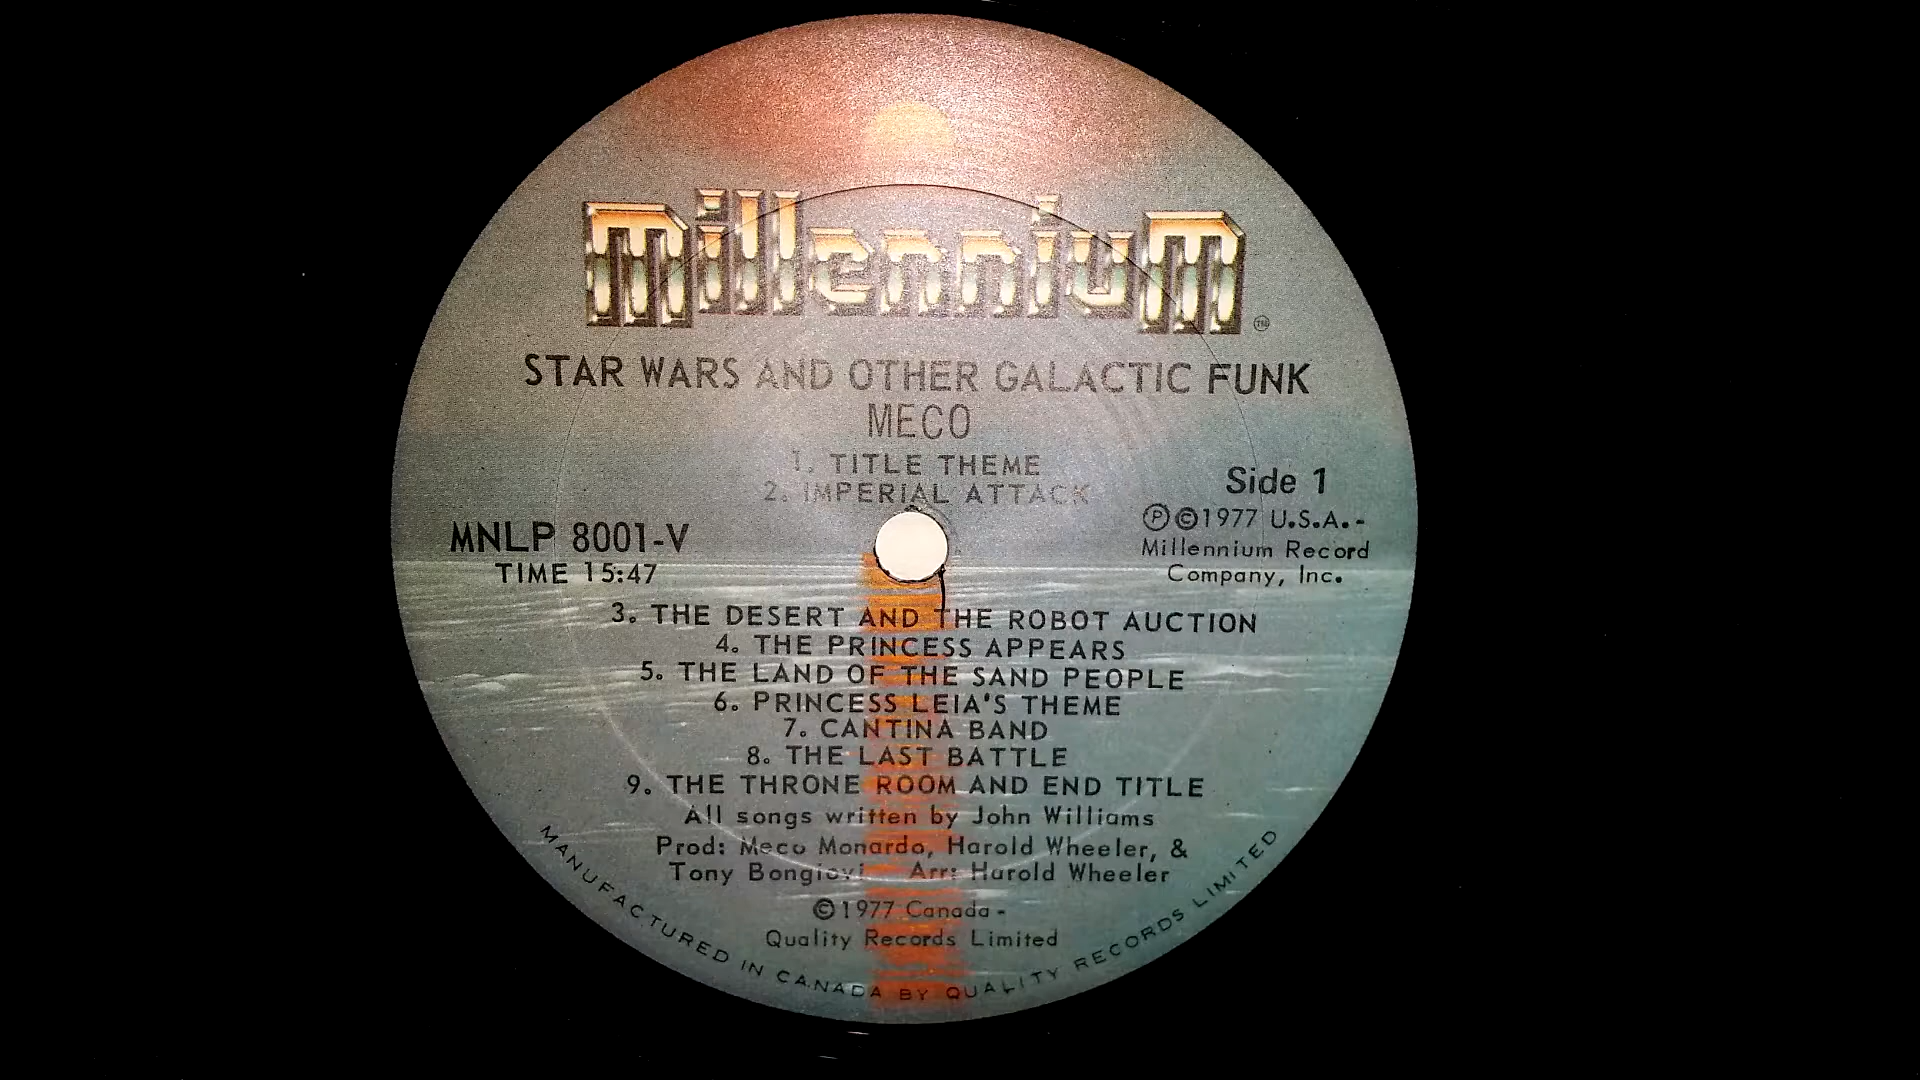 millenniuM
TM
STAR WARS AND OTHER GALACTIC FUNK
MECO
1. TITLE THEME
2. IMPERIAL ATTACK
Side 1
MNLP 8001-V
TIME 15:47
Ⓟ©1977 U.S.A.-
Millennium Record
Company, Inc.
3. THE DESERT AND THE ROBOT AUCTION
4. THE PRINCESS APPEARS
5. THE LAND OF THE SAND PEOPLE
6. PRINCESS LEIA'S THEME
7. CANTINA BAND
8. THE LAST BATTLE
9. THE THRONE ROOM AND END TITLE
All songs written by John Williams
Prod: Meco Monardo, Harold Wheeler, &
Tony Bongiovi Arr: Harold Wheeler
©1977 Canada -
Quality Records Limited
MANUFACTURED IN CANADA BY QUALITY RECORDS LIMITED